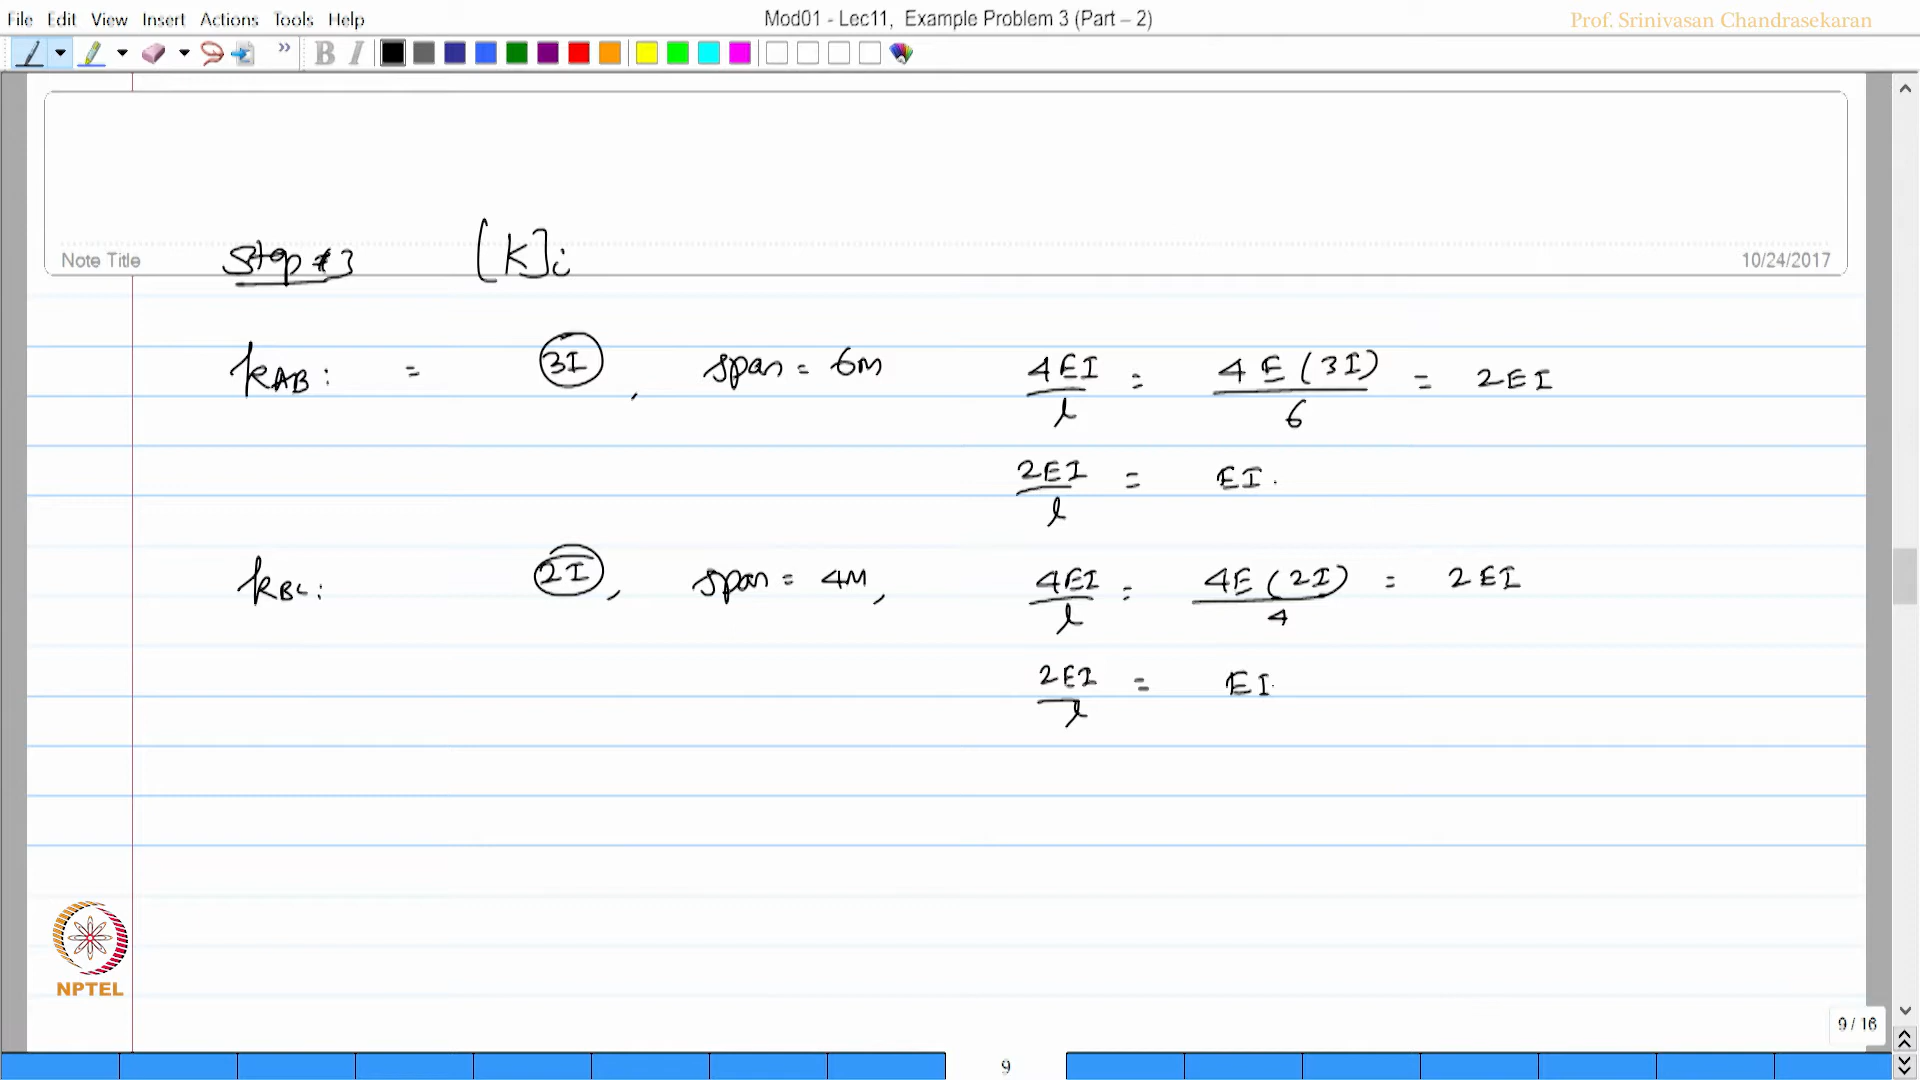 File Edit View Insert Actions Tools Help
Mod01 - Lec11, Example Problem 3 (Part – 2)
Prof. Srinivasan Chandrasekaran
B I
Note Title
Step #3 [K]i
10/24/2017
kAB: = 3I, span = 6m 4EI/l = 4E(3I)/6 = 2EI
2EI/l = EI.
kBC: 2I, span = 4m, 4EI/l = 4E(2I)/4 = 2EI
2EI/l = EI.
NPTEL
9 / 16
9